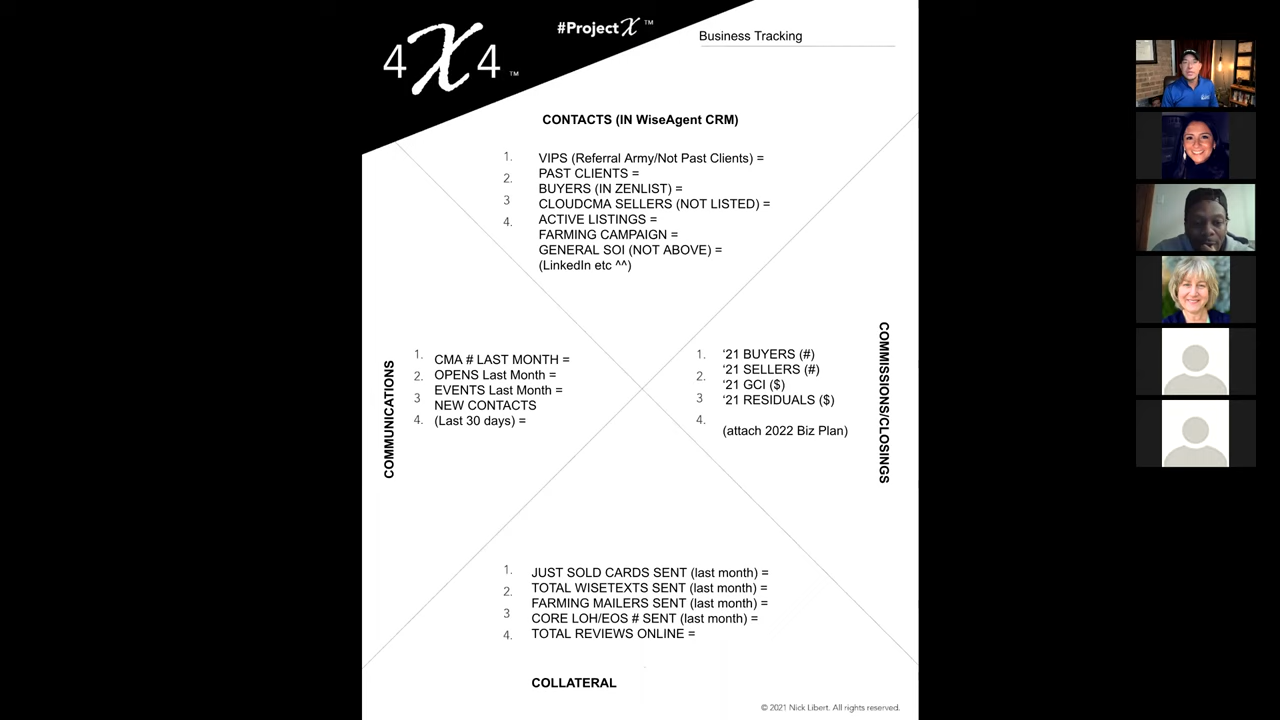 #ProjectX™
4X4™
Business Tracking
CONTACTS (IN WiseAgent CRM)
1.
2.
3
4.
VIPS (Referral Army/Not Past Clients) =
PAST CLIENTS =
BUYERS (IN ZENLIST) =
CLOUDCMA SELLERS (NOT LISTED) =
ACTIVE LISTINGS =
FARMING CAMPAIGN =
GENERAL SOI (NOT ABOVE) =
(LinkedIn etc ^^)
COMMUNICATIONS
1.
2.
3
4.
CMA # LAST MONTH =
OPENS Last Month =
EVENTS Last Month =
NEW CONTACTS
(Last 30 days) =
1.
2.
3
4.
‘21 BUYERS (#)
‘21 SELLERS (#)
‘21 GCI ($)
‘21 RESIDUALS ($)
(attach 2022 Biz Plan)
COMMISSIONS/CLOSINGS
1.
2.
3
4.
JUST SOLD CARDS SENT (last month) =
TOTAL WISETEXTS SENT (last month) =
FARMING MAILERS SENT (last month) =
CORE LOH/EOS # SENT (last month) =
TOTAL REVIEWS ONLINE =
COLLATERAL
© 2021 Nick Libert. All rights reserved.